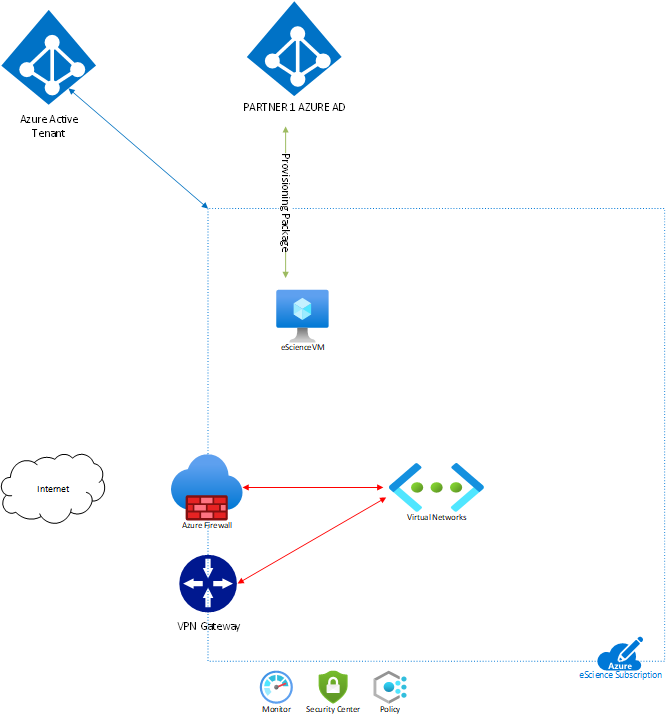 Azure Active
Tenant
PARTNER 1 AZURE AD
Provisioning Package
eScienceVM
Internet
Azure Firewall
Virtual Networks
VPN Gateway
Azure
eScience Subscription
Monitor
Security Center
Policy